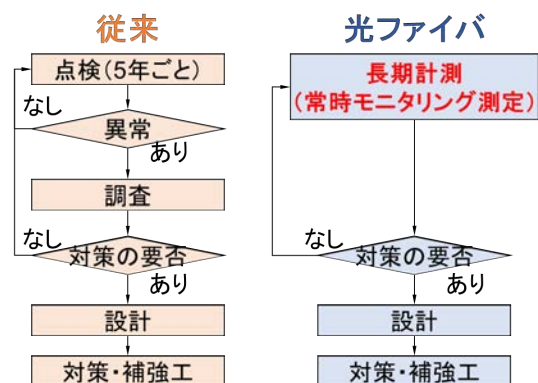 従来
点検(5年ごと)
なし
異常
あり
調査
なし
対策の要否
あり
設計
対策・補強工
光ファイバ
長期計測
(常時モニタリング測定)
なし
対策の要否
あり
設計
対策・補強工